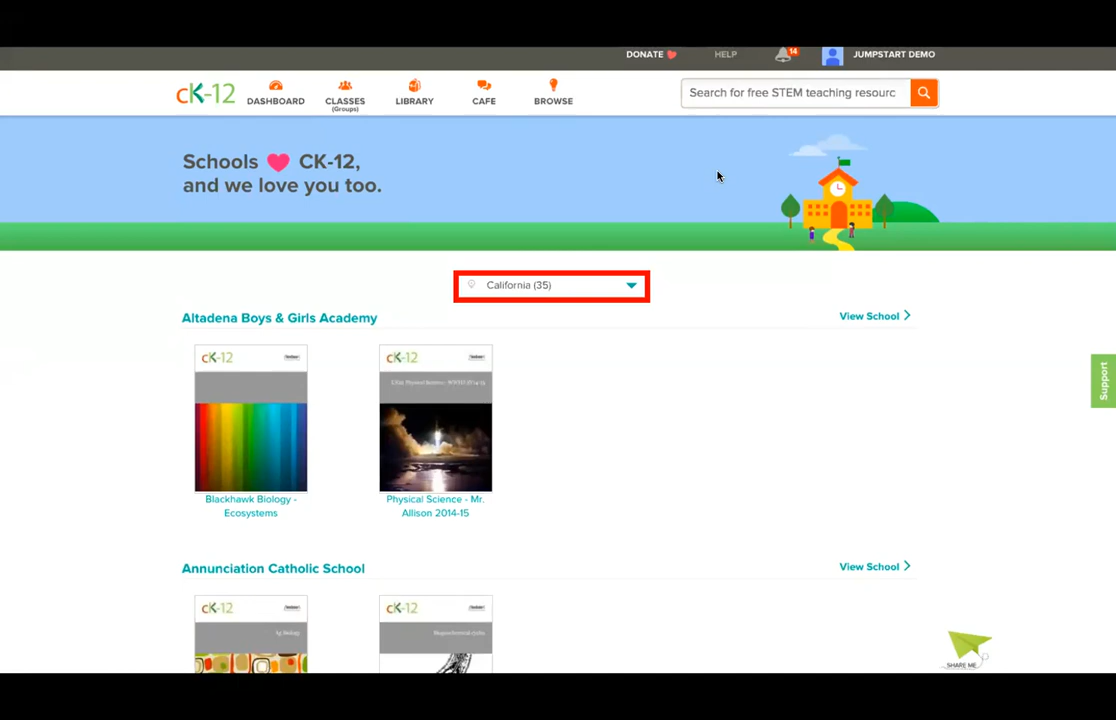 DONATE HELP 14 JUMPSTART DEMO
cK-12 DASHBOARD CLASSES LIBRARY CAFE BROWSE Search for free STEM teaching resourc
(Groups)
Schools CK-12,
and we love you too.
California (35)
Altadena Boys & Girls Academy View School
cK-12 cK-12
Blackhawk Biology - Physical Science - Mr.
Ecosystems Allison 2014-15
Annunciation Catholic School View School
cK-12 cK-12
Biology
Support
SHARE ME